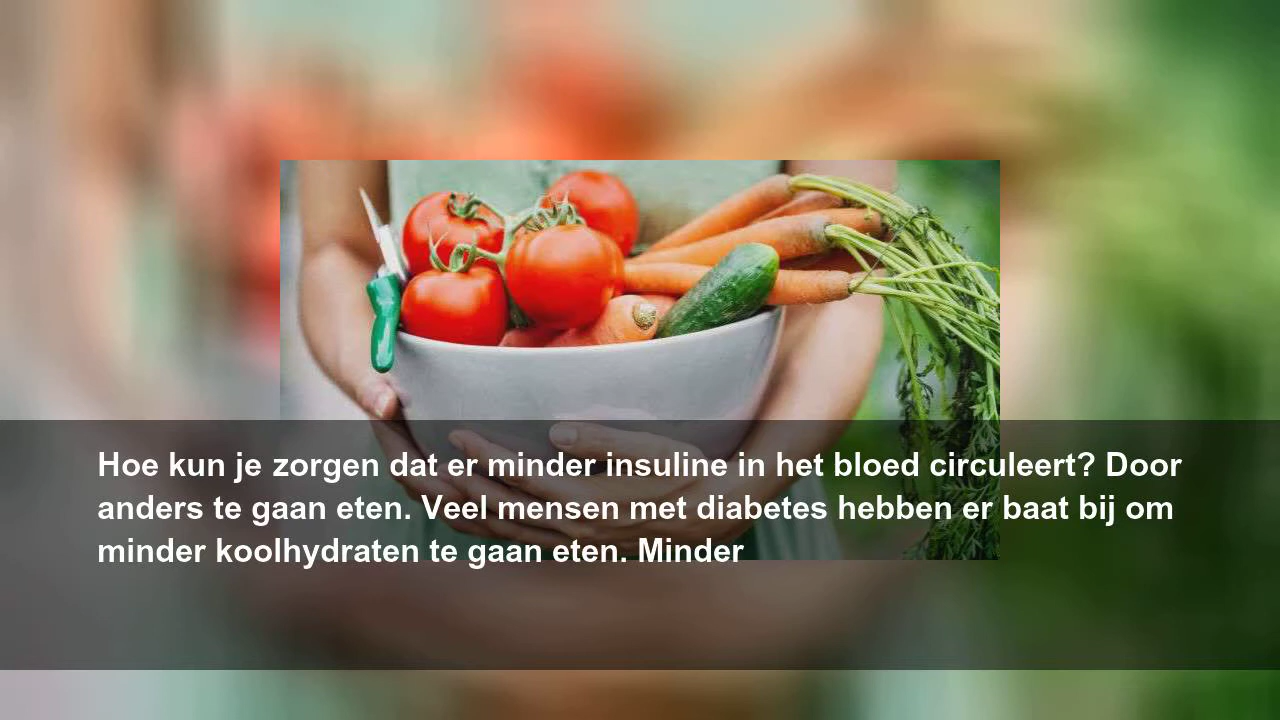 Hoe kun je zorgen dat er minder insuline in het bloed circuleert? Door
anders te gaan eten. Veel mensen met diabetes hebben er baat bij om
minder koolhydraten te gaan eten. Minder